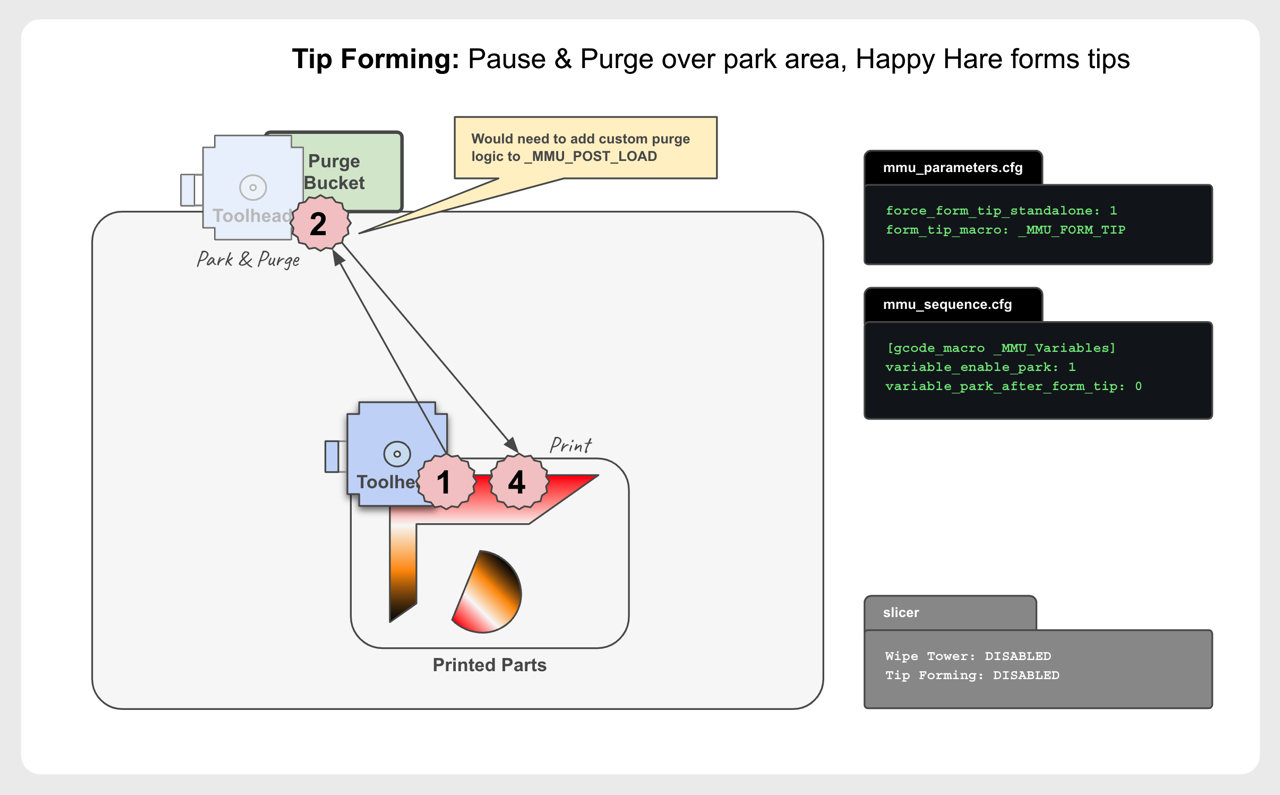 Tip Forming: Pause & Purge over park area, Happy Hare forms tips
Would need to add custom purge
logic to _MMU_POST_LOAD
Purge
Bucket
Toolhead
2
Park & Purge
Print
Toolhe
1
4
Printed Parts
mmu_parameters.cfg
force_form_tip_standalone: 1
form_tip_macro: _MMU_FORM_TIP
mmu_sequence.cfg
[gcode_macro _MMU_Variables]
variable_enable_park: 1
variable_park_after_form_tip: 0
slicer
Wipe Tower: DISABLED
Tip Forming: DISABLED